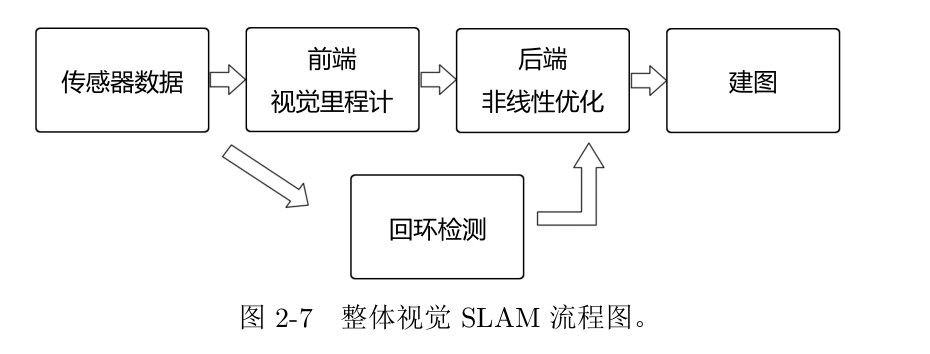 传感器数据
前端
视觉里程计
后端
非线性优化
建图
回环检测
图 2-7 整体视觉 SLAM 流程图。